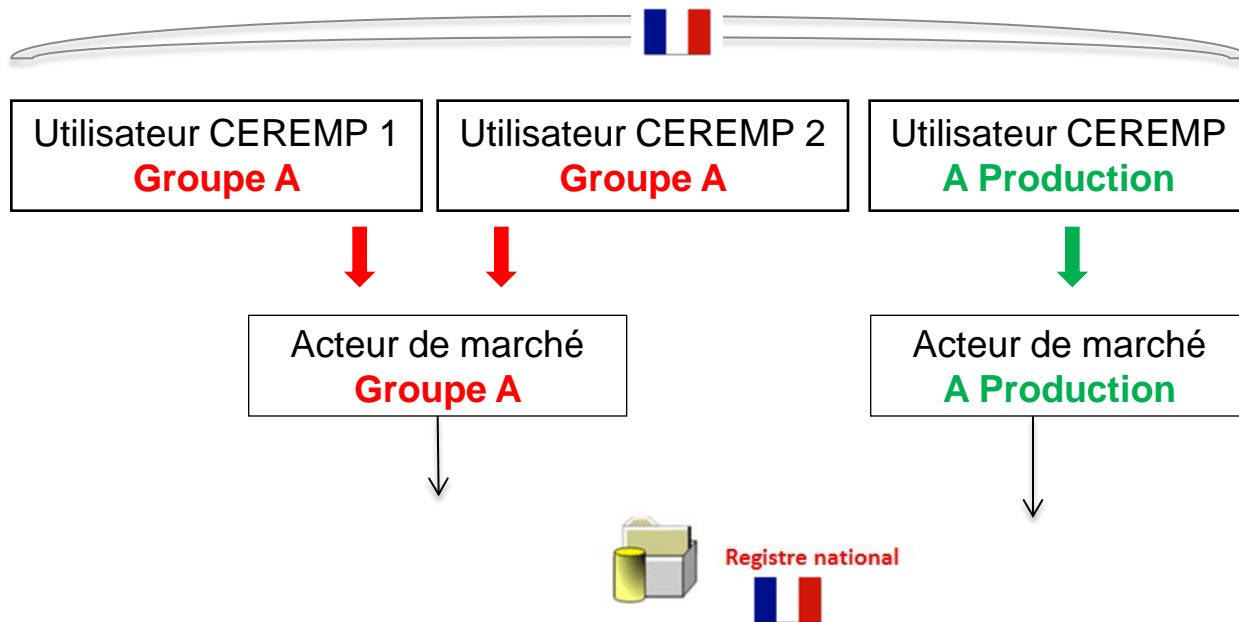 Utilisateur CEREMP 1
Groupe A
Utilisateur CEREMP 2
Groupe A
Utilisateur CEREMP
A Production
Acteur de marché
Groupe A
Acteur de marché
A Production
Registre national